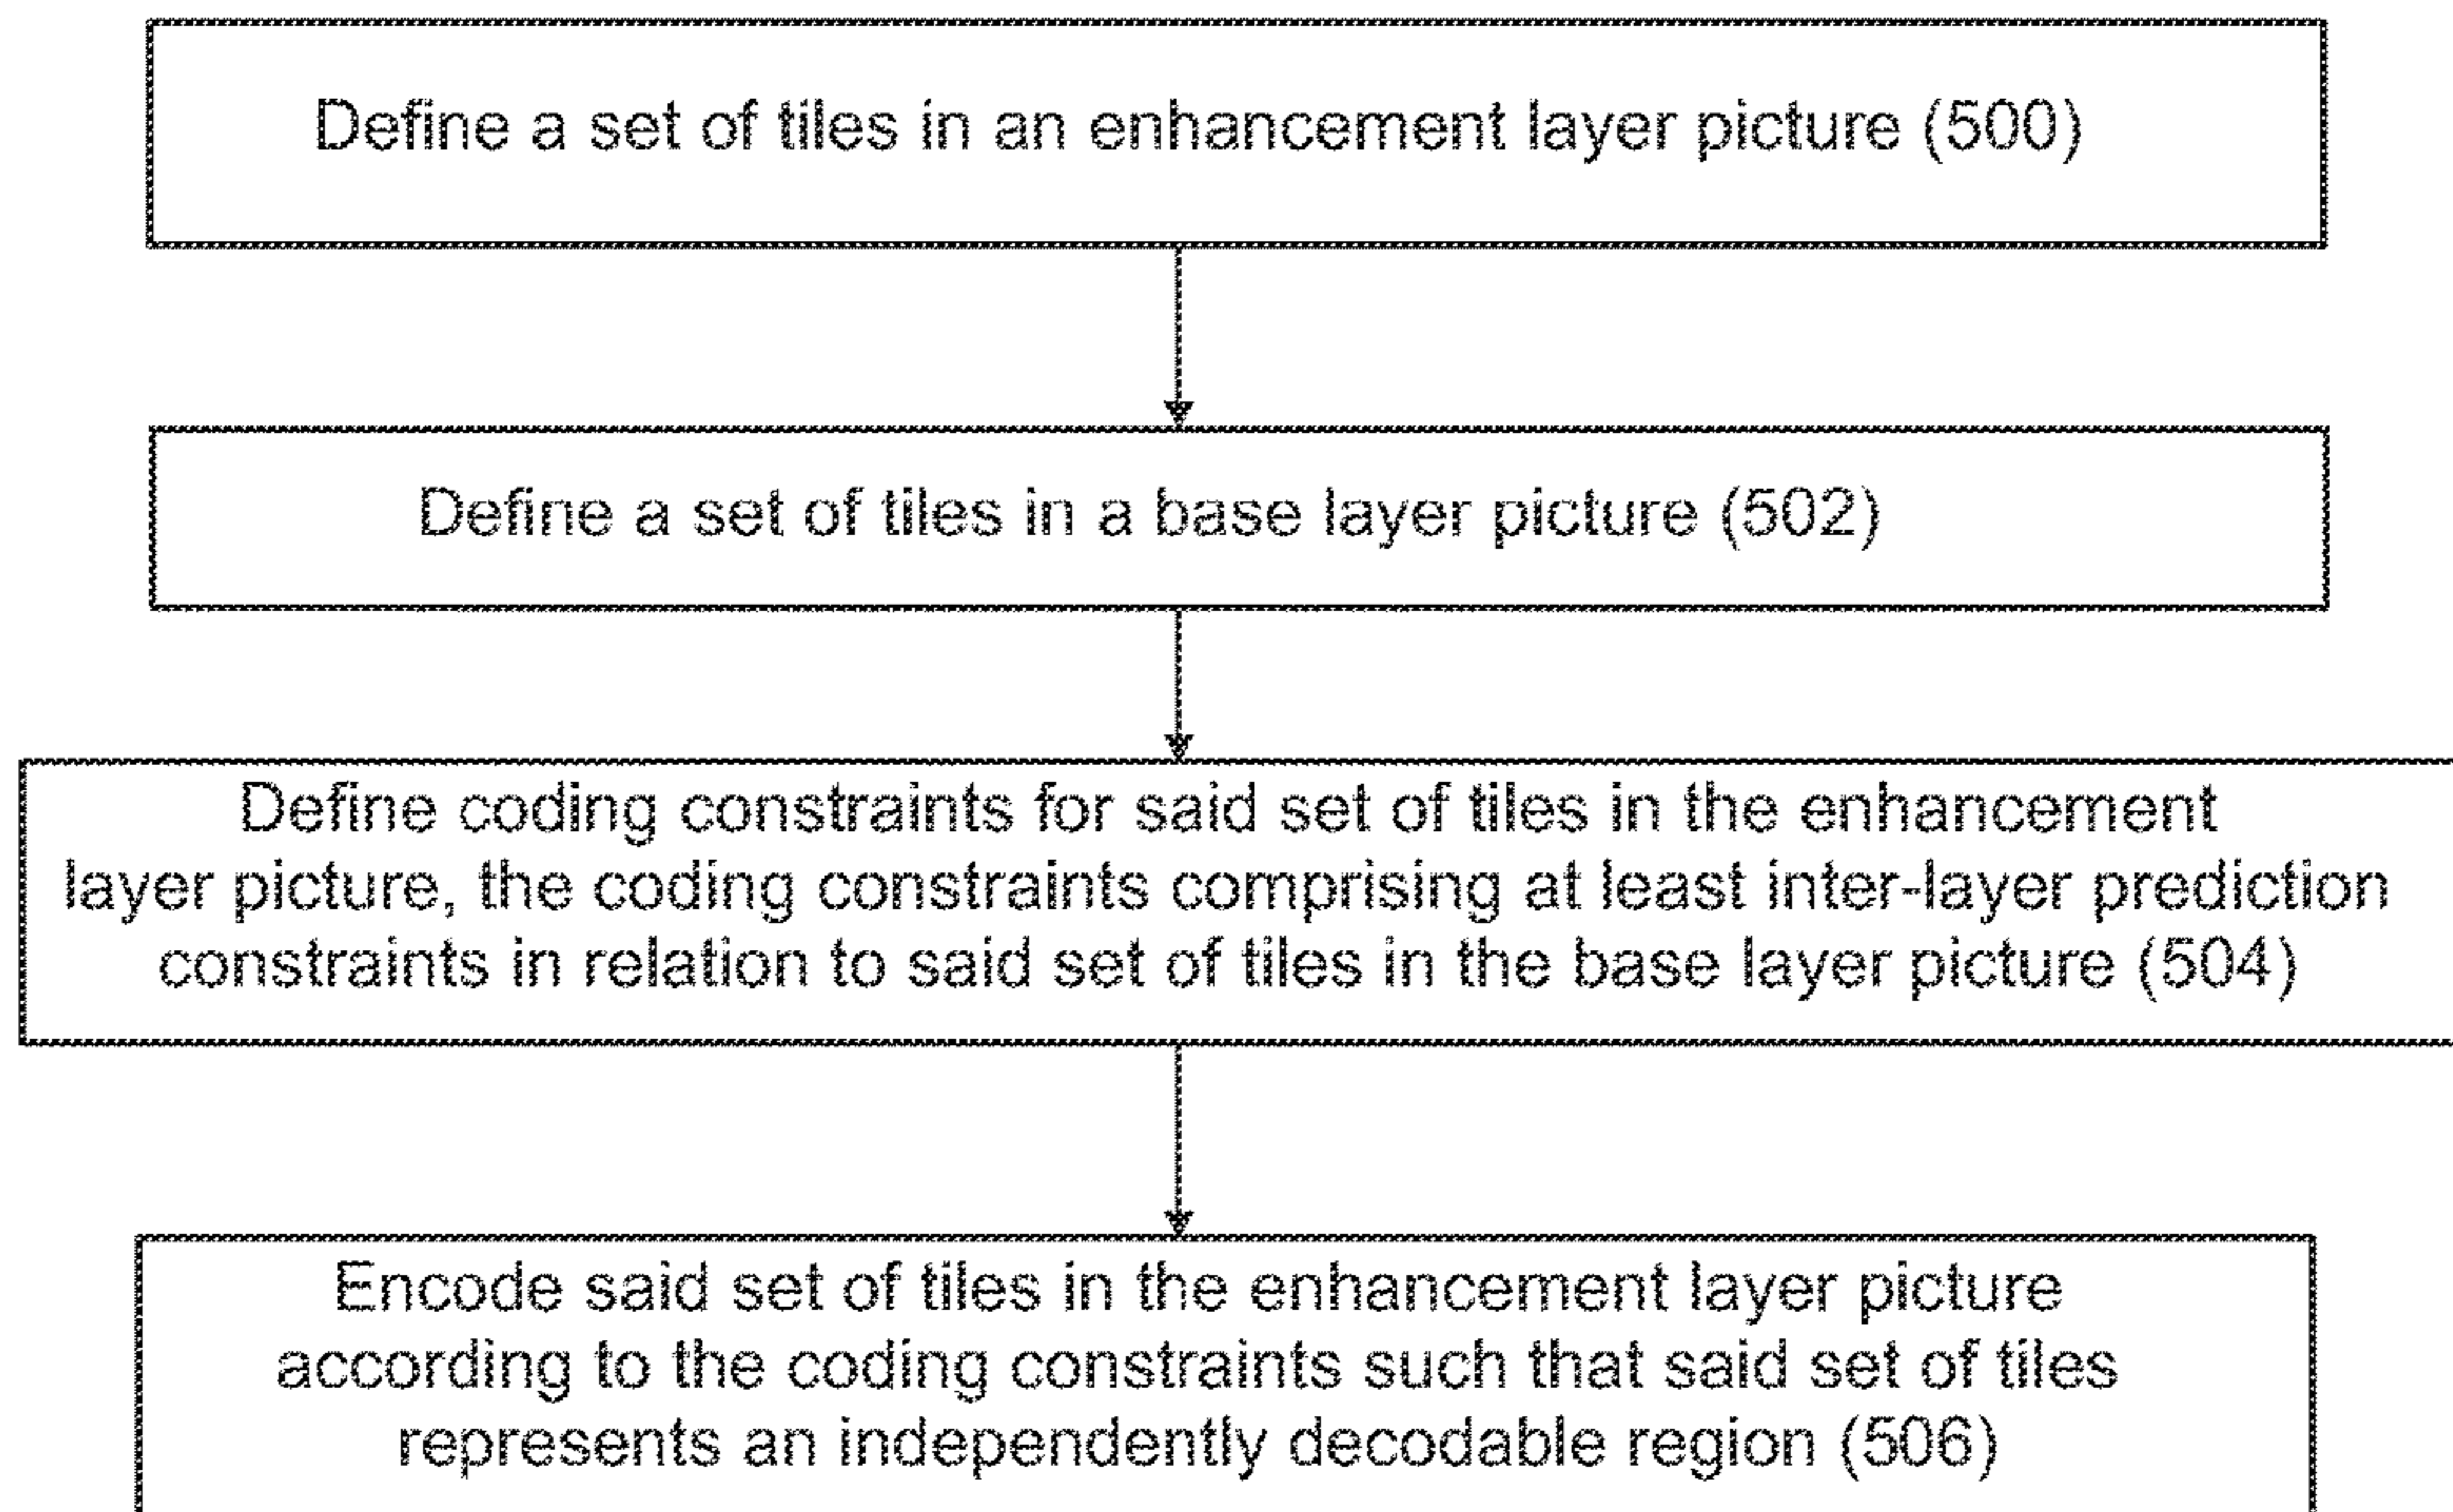 Define a set of tiles in an enhancement layer picture (500)
Define a set of tiles in a base layer picture (502)
Define coding constraints for said set of tiles in the enhancement
layer picture, the coding constraints comprising at least inter-layer prediction
constraints in relation to said set of tiles in the base layer picture (504)
Encode said set of tiles in the enhancement layer picture
according to the coding constraints such that said set of tiles
represents an independently decodable region (506)